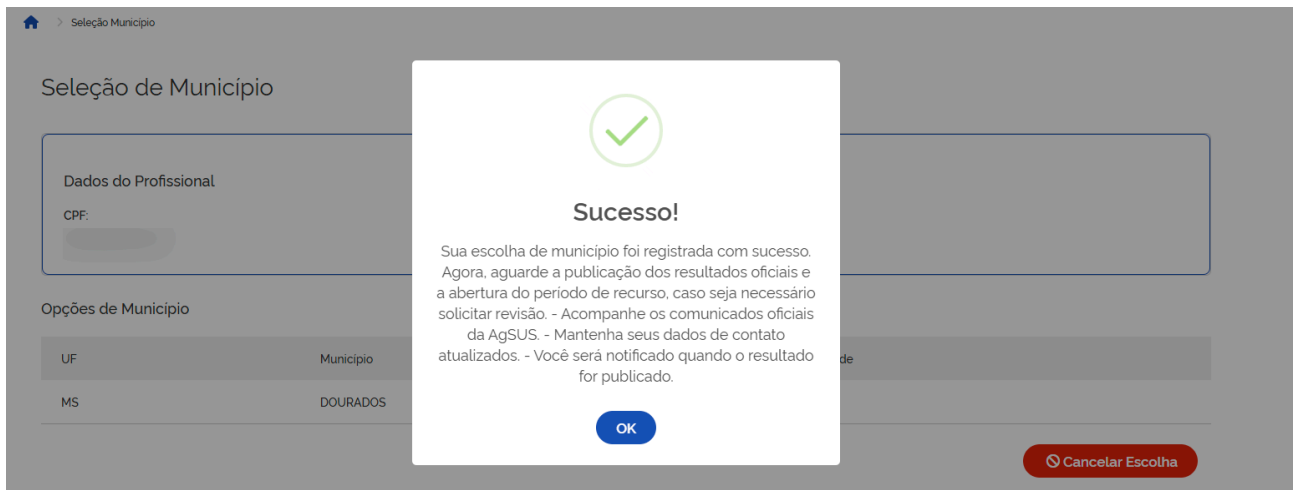 > Seleção Município
Seleção de Município
Dados do Profissional
CPF:
Opções de Município
UF Município de
MS DOURADOS
Sucesso!
Sua escolha de município foi registrada com sucesso.
Agora, aguarde a publicação dos resultados oficiais e
a abertura do período de recurso, caso seja necessário
solicitar revisão. - Acompanhe os comunicados oficiais
da AgSUS. - Mantenha seus dados de contato
atualizados. - Você será notificado quando o resultado
for publicado.
OK
Cancelar Escolha